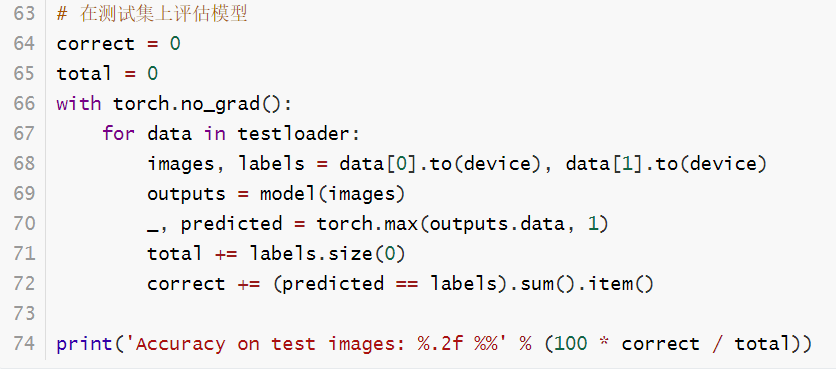 63 # 在测试集上评估模型
64 correct = 0
65 total = 0
66 with torch.no_grad():
67     for data in testloader:
68         images, labels = data[0].to(device), data[1].to(device)
69         outputs = model(images)
70         _, predicted = torch.max(outputs.data, 1)
71         total += labels.size(0)
72         correct += (predicted == labels).sum().item()
73
74 print('Accuracy on test images: %.2f %%' % (100 * correct / total))